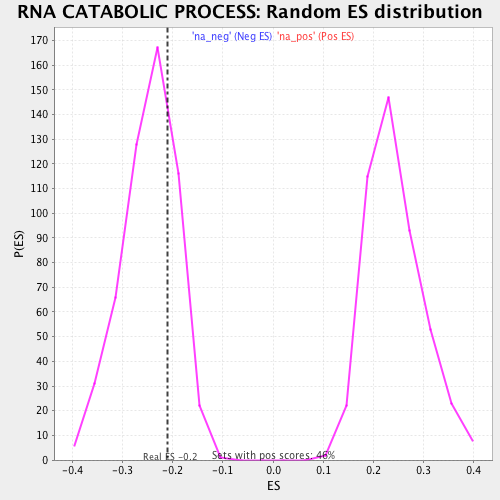 RNA CATABOLIC PROCESS: Random ES distribution
'na_neg' (Neg ES) 'na_pos' (Pos ES)
170
160
150
140
130
120
110
100
90
80
70
60
50
40
30
20
10
0
P(ES)
Real ES -0.2
Sets with pos scores: 46%
-0.4 -0.3 -0.2 -0.1 0.0 0.1 0.2 0.3 0.4
ES